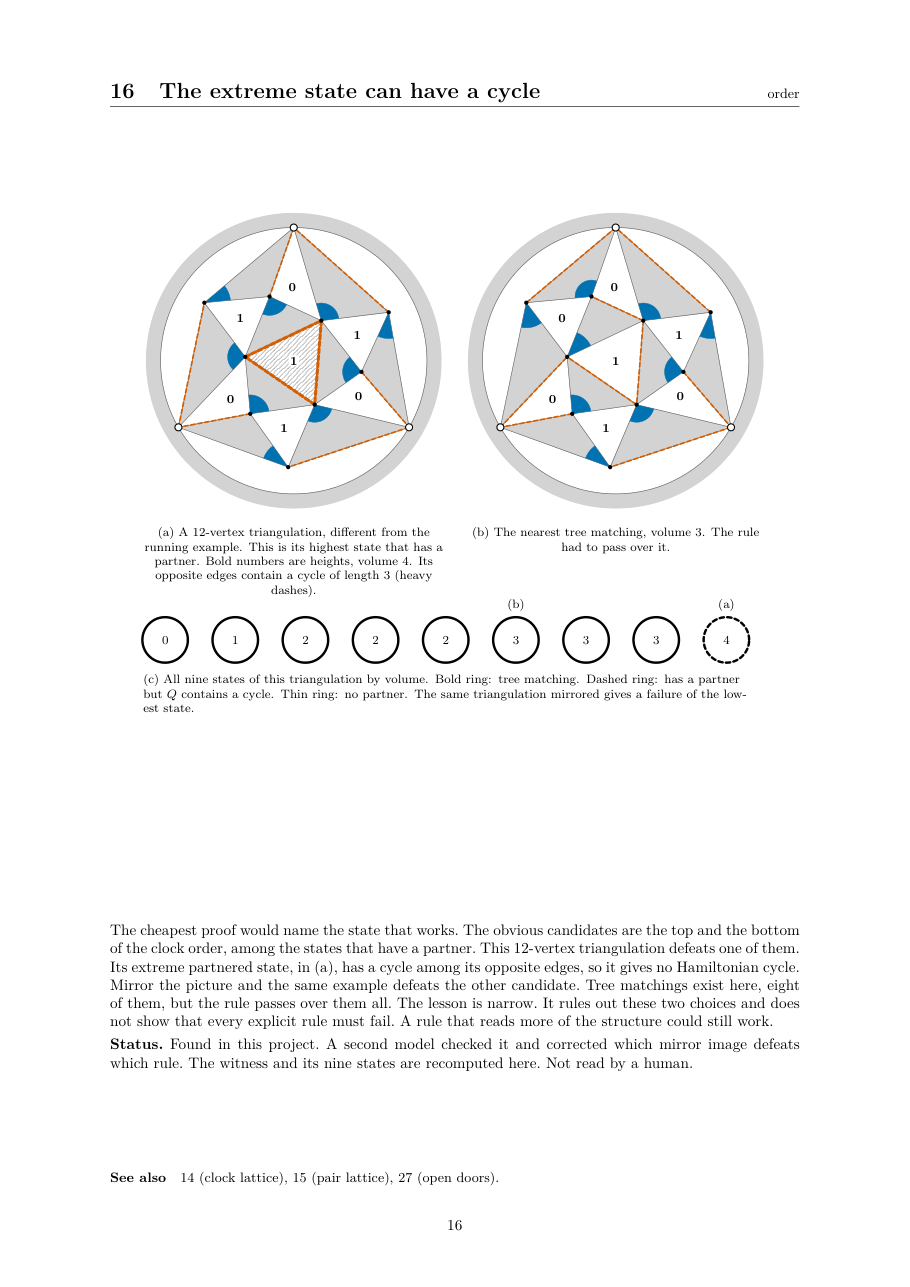 16 The extreme state can have a cycle
order
0
1
1
1
0
0
1
0
0
1
1
0
0
1
(a) A 12-vertex triangulation, different from the
running example. This is its highest state that has a
partner. Bold numbers are heights, volume 4. Its
opposite edges contain a cycle of length 3 (heavy
dashes).
(b) The nearest tree matching, volume 3. The rule
had to pass over it.
(b)
(a)
0 1 2 2 2 3 3 3 4
(c) All nine states of this triangulation by volume. Bold ring: tree matching. Dashed ring: has a partner
but Q contains a cycle. Thin ring: no partner. The same triangulation mirrored gives a failure of the low-
est state.
The cheapest proof would name the state that works. The obvious candidates are the top and the bottom
of the clock order, among the states that have a partner. This 12-vertex triangulation defeats one of them.
Its extreme partnered state, in (a), has a cycle among its opposite edges, so it gives no Hamiltonian cycle.
Mirror the picture and the same example defeats the other candidate. Tree matchings exist here, eight
of them, but the rule passes over them all. The lesson is narrow. It rules out these two choices and does
not show that every explicit rule must fail. A rule that reads more of the structure could still work.
Status. Found in this project. A second model checked it and corrected which mirror image defeats
which rule. The witness and its nine states are recomputed here. Not read by a human.
See also 14 (clock lattice), 15 (pair lattice), 27 (open doors).
16